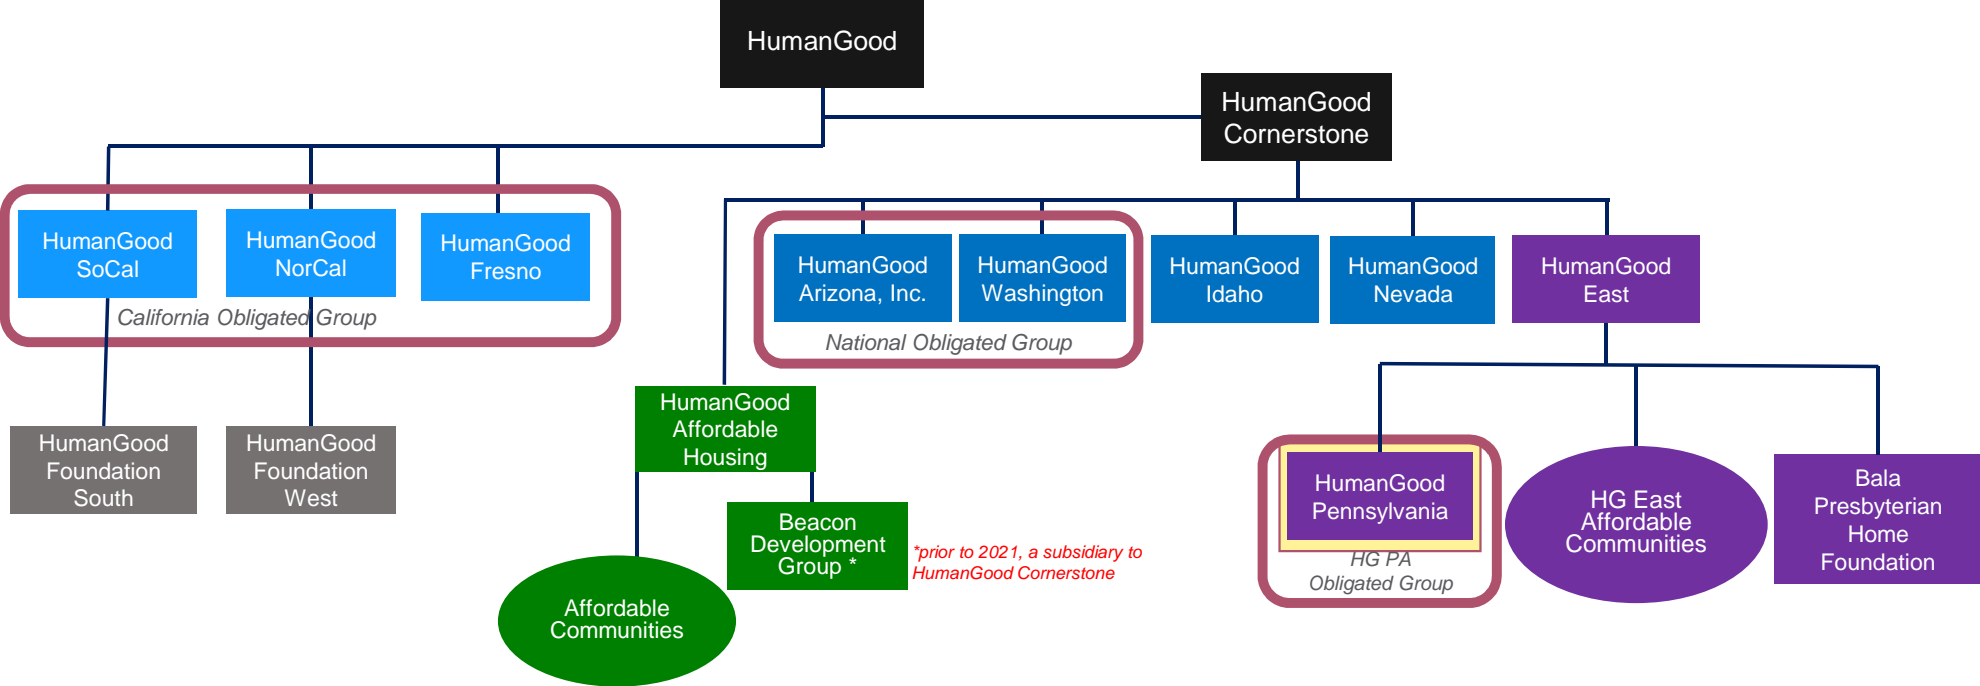 HumanGood
HumanGood
Cornerstone
HumanGood
SoCal
HumanGood
NorCal
HumanGood
Fresno
California Obligated Group
HumanGood
Arizona, Inc.
HumanGood
Washington
National Obligated Group
HumanGood
Idaho
HumanGood
Nevada
HumanGood
East
HumanGood
Foundation
South
HumanGood
Foundation
West
HumanGood
Affordable
Housing
Beacon
Development
Group *
*prior to 2021, a subsidiary to
HumanGood Cornerstone
Affordable
Communities
HumanGood
Pennsylvania
HG PA
Obligated Group
HG East
Affordable
Communities
Bala
Presbyterian
Home
Foundation